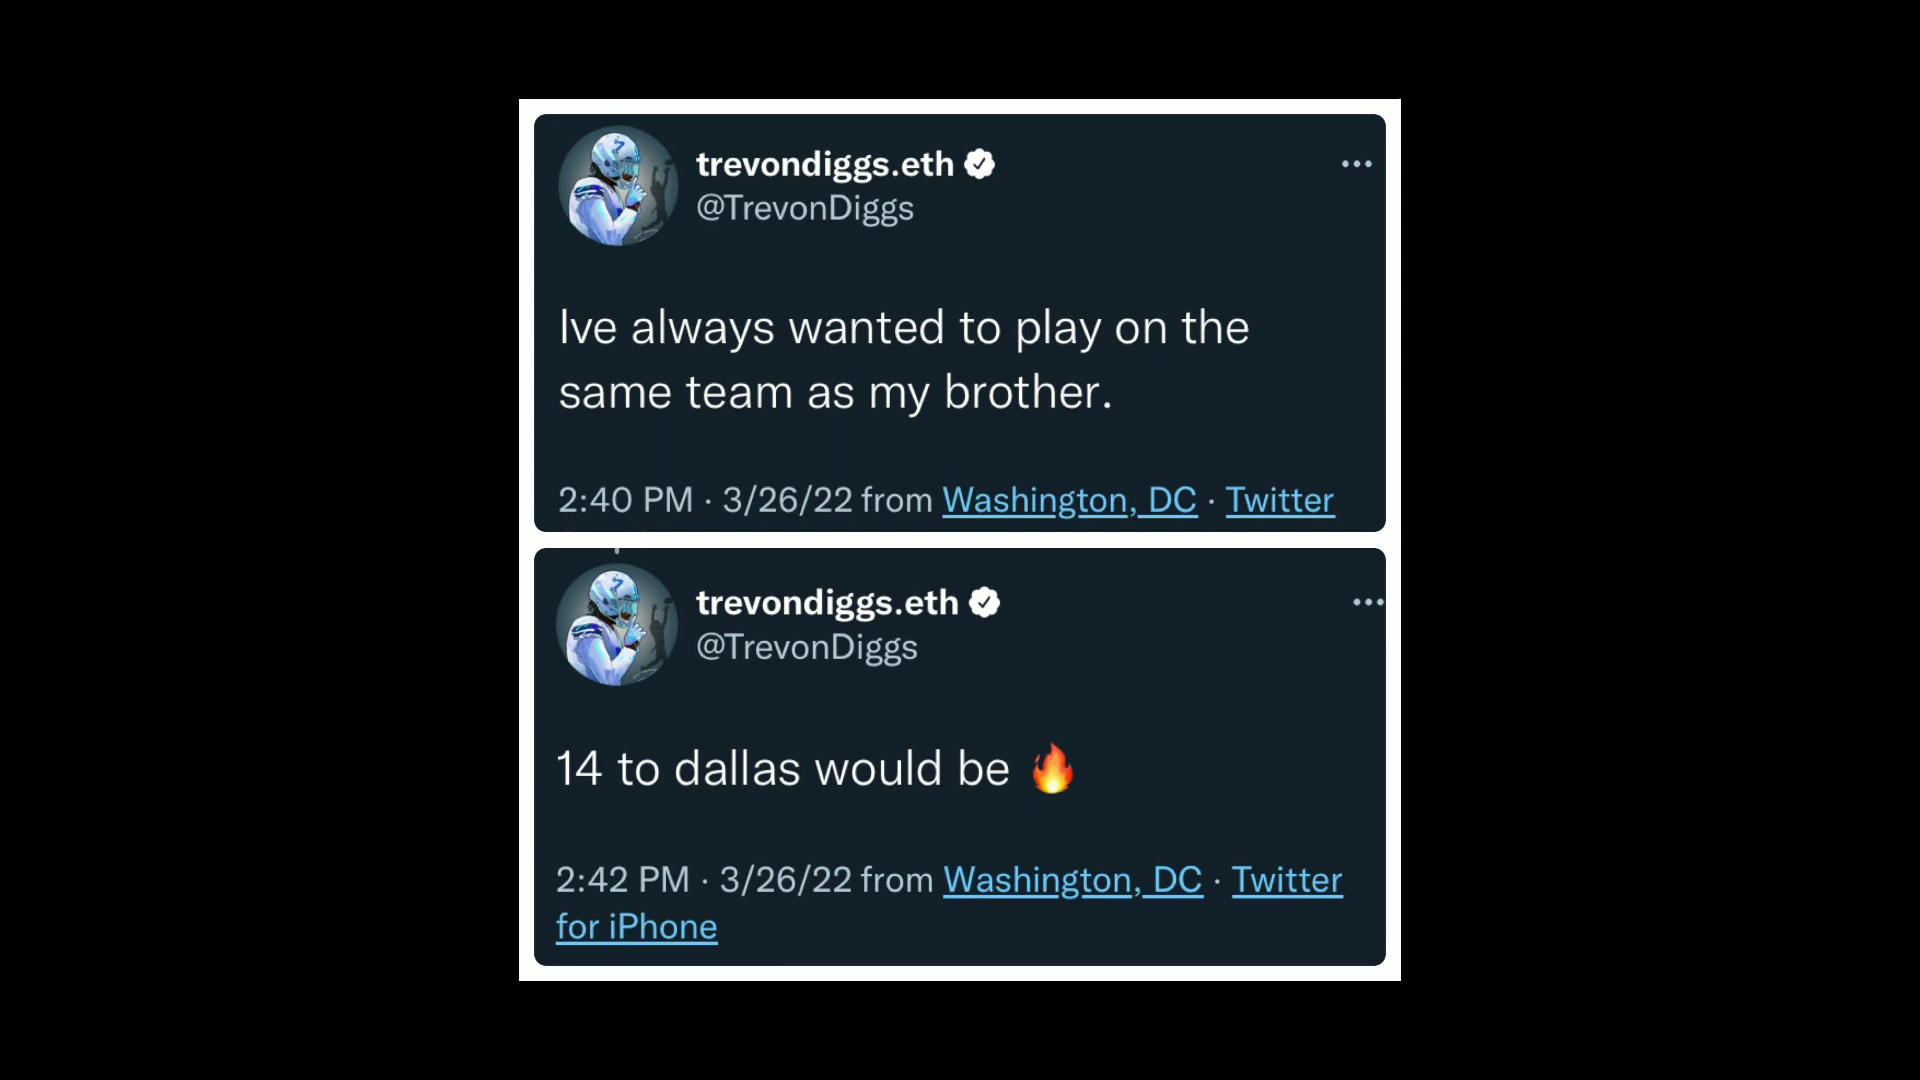 trevondiggs.eth
@TrevonDiggs
Ive always wanted to play on the
same team as my brother.
2:40 PM · 3/26/22 from Washington, DC · Twitter
trevondiggs.eth
@TrevonDiggs
14 to dallas would be 🔥
2:42 PM · 3/26/22 from Washington, DC · Twitter
for iPhone